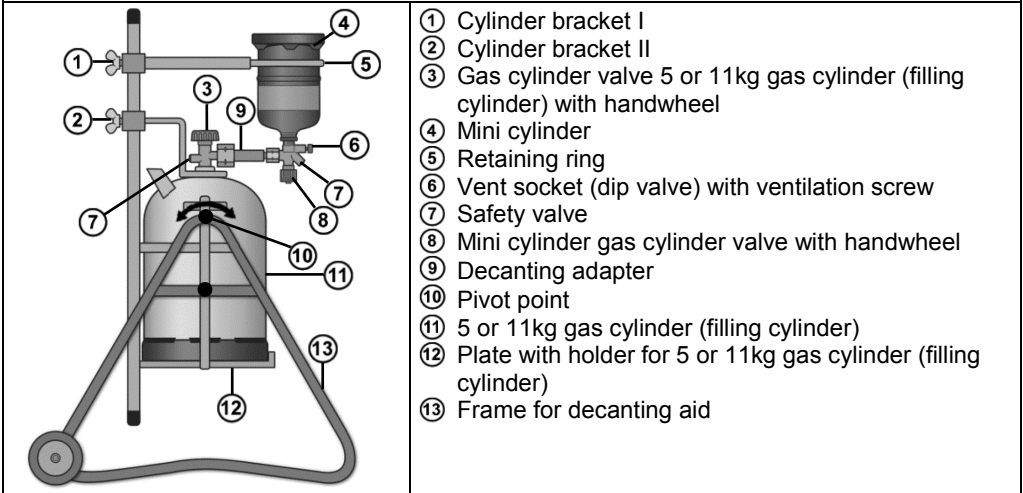 1
2
3
4
5
6
7
7
8
9
10
11
12
13
1 Cylinder bracket I
2 Cylinder bracket II
3 Gas cylinder valve 5 or 11kg gas cylinder (filling
cylinder) with handwheel
4 Mini cylinder
5 Retaining ring
6 Vent socket (dip valve) with ventilation screw
7 Safety valve
8 Mini cylinder gas cylinder valve with handwheel
9 Decanting adapter
10 Pivot point
11 5 or 11kg gas cylinder (filling cylinder)
12 Plate with holder for 5 or 11kg gas cylinder (filling
cylinder)
13 Frame for decanting aid